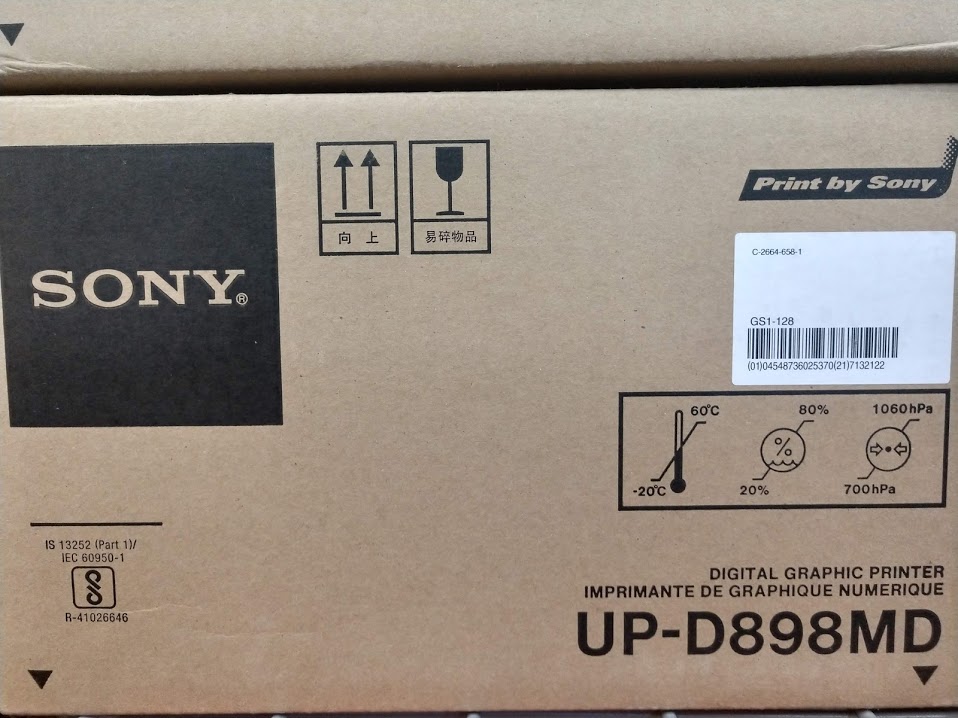 SONY®
向 上
易碎物品
Print by Sony
C-2664-658-1
GS1-128
(01)04548736025370(21)7132122
60℃
-20℃
80%
20%
1060hPa
700hPa
IS 13252 (Part 1)/
IEC 60950-1
R-41026646
DIGITAL GRAPHIC PRINTER
IMPRIMANTE DE GRAPHIQUE NUMERIQUE
UP-D898MD